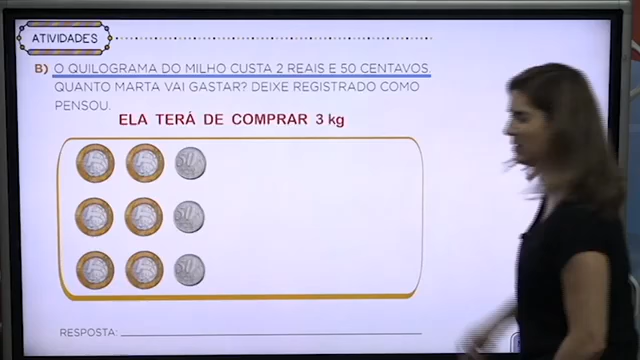 ATIVIDADES
B) O QUILOGRAMA DO MILHO CUSTA 2 REAIS E 50 CENTAVOS.
QUANTO MARTA VAI GASTAR? DEIXE REGISTRADO COMO
PENSOU.
ELA TERÁ DE COMPRAR 3 kg
RESPOSTA: